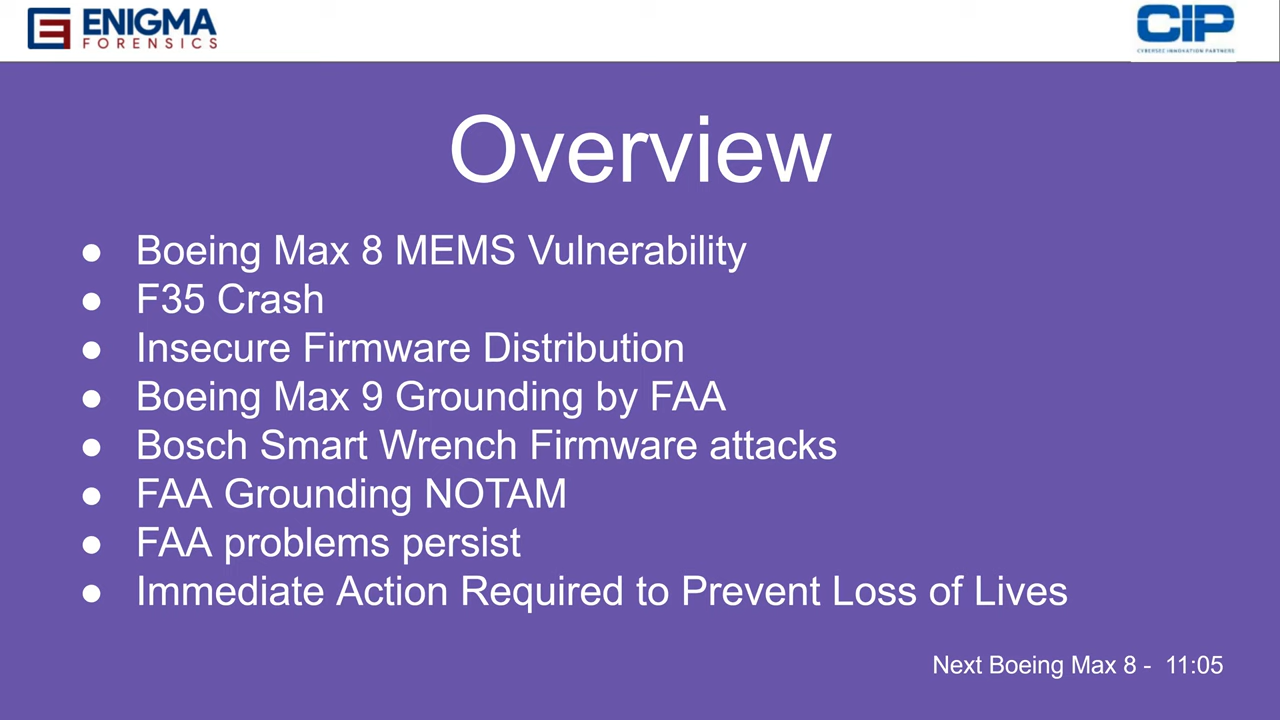 ENIGMA
FORENSICS
CIP
CYBERSEC INNOVATION PARTNERS
Overview
● Boeing Max 8 MEMS Vulnerability
● F35 Crash
● Insecure Firmware Distribution
● Boeing Max 9 Grounding by FAA
● Bosch Smart Wrench Firmware attacks
● FAA Grounding NOTAM
● FAA problems persist
● Immediate Action Required to Prevent Loss of Lives
Next Boeing Max 8 - 11:05